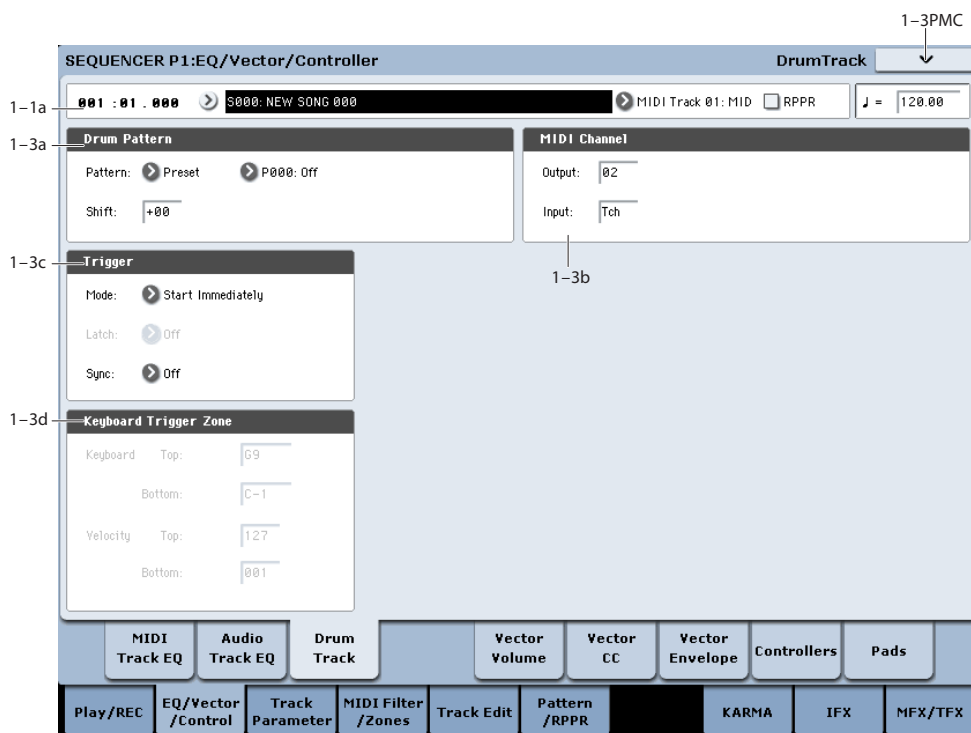 1–3PMC
SEQUENCER P1:EQ/Vector/Controller DrumTrack
1–1a 001 :01 . 000 S000: NEW SONG 000 MIDI Track 01: MID RPPR ♩ = 120.00
1–3a Drum Pattern MIDI Channel
Pattern: Preset P000: Off Output: 02
Shift: +00 Input: Tch
1–3b
1–3c Trigger
Mode: Start Immediately
Latch: Off
Sync: Off
1–3d Keyboard Trigger Zone
Keyboard Top: G9
Bottom: C-1
Velocity Top: 127
Bottom: 001
MIDI Track EQ Audio Track EQ Drum Track Vector Volume Vector CC Vector Envelope Controllers Pads
Play/REC EQ/Vector /Control Track Parameter MIDI Filter /Zones Track Edit Pattern /RPPR KARMA IFX MFX/TFX